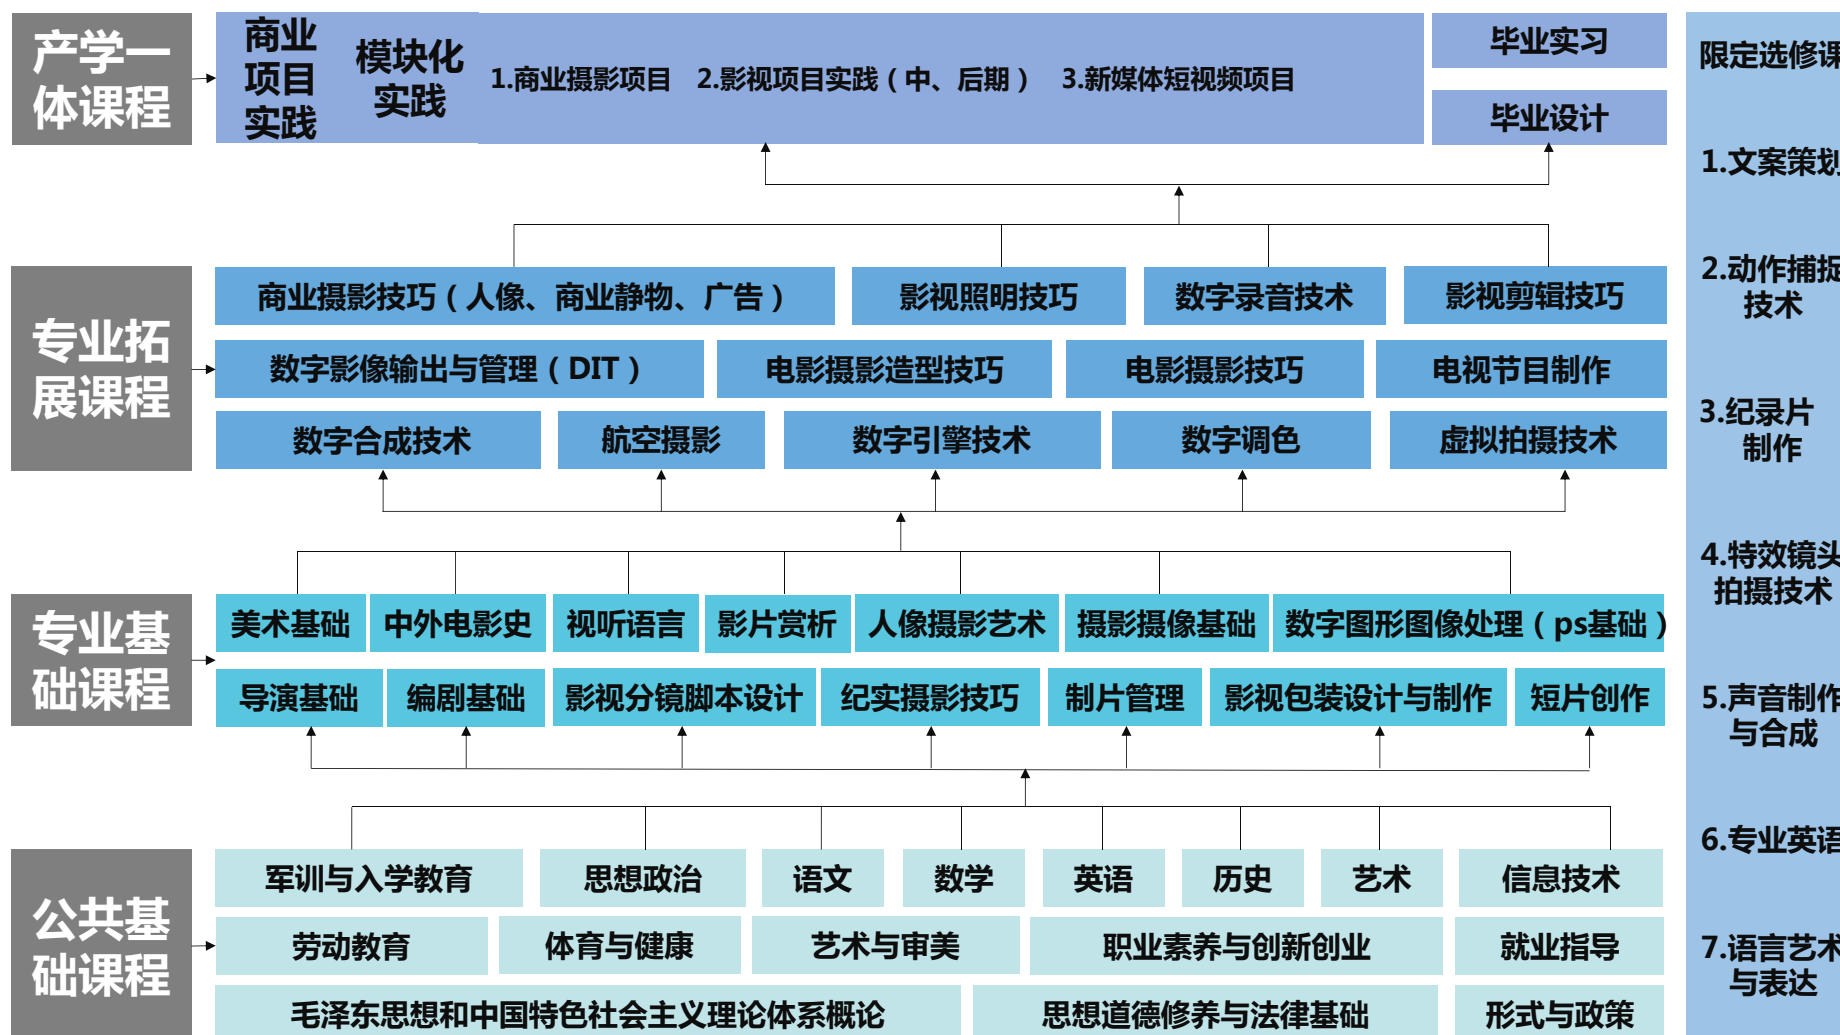 产学一
体课程
商业
项目
实践
模块化
实践
1.商业摄影项目 2.影视项目实践（中、后期） 3.新媒体短视频项目
毕业实习
毕业设计
专业拓
展课程
商业摄影技巧（人像、商业静物、广告）
影视照明技巧
数字录音技术
影视剪辑技巧
数字影像输出与管理（DIT）
电影摄影造型技巧
电影摄影技巧
电视节目制作
数字合成技术
航空摄影
数字引擎技术
数字调色
虚拟拍摄技术
专业基
础课程
美术基础
中外电影史
视听语言
影片赏析
人像摄影艺术
摄影摄像基础
数字图形图像处理（ps基础）
导演基础
编剧基础
影视分镜脚本设计
纪实摄影技巧
制片管理
影视包装设计与制作
短片创作
公共基
础课程
军训与入学教育
思想政治
语文
数学
英语
历史
艺术
信息技术
劳动教育
体育与健康
艺术与审美
职业素养与创新创业
就业指导
毛泽东思想和中国特色社会主义理论体系概论
思想道德修养与法律基础
形式与政策
限定选修课
1.文案策划
2.动作捕捉
技术
3.纪录片
制作
4.特效镜头
拍摄技术
5.声音制作
与合成
6.专业英语
7.语言艺术
与表达